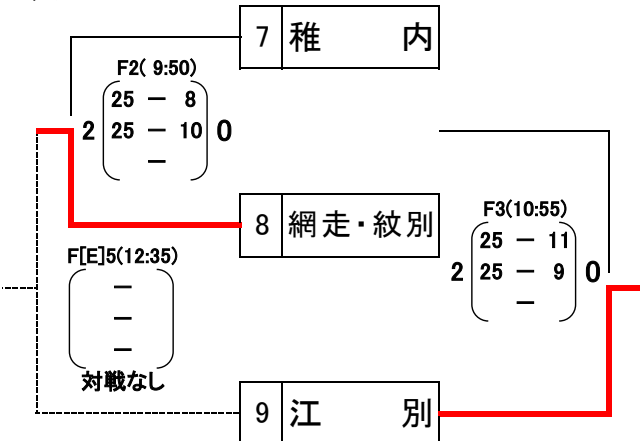 7 稚 内
F2( 9:50)
25 － 8
2 25 － 10 0
－
8 網走・紋別
F3(10:55)
25 － 11
2 25 － 9 0
－
F[E]5(12:35)
－
－
－
対戦なし
9 江 別